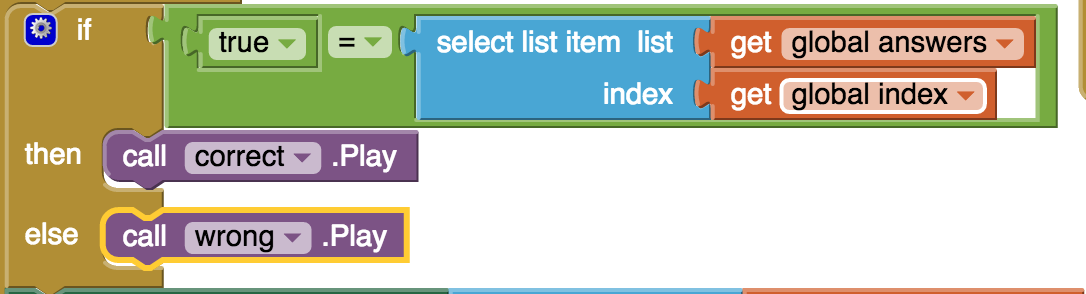 if true = select list item list get global answers
index get global index
then call correct .Play
else call wrong .Play